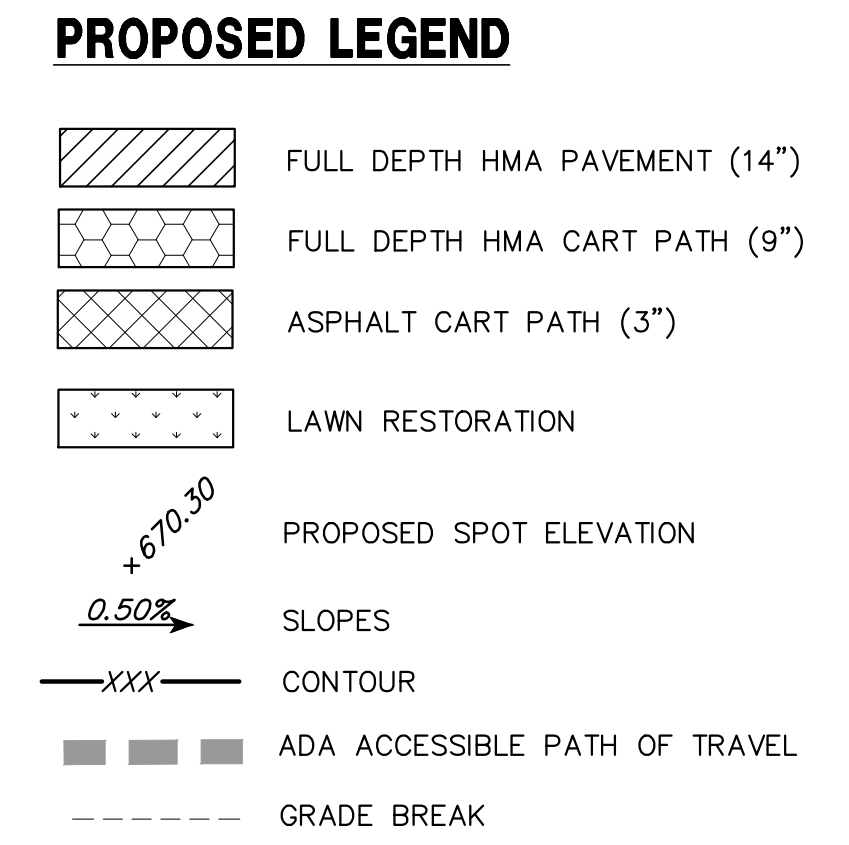 PROPOSED LEGEND
FULL DEPTH HMA PAVEMENT (14”)
FULL DEPTH HMA CART PATH (9”)
ASPHALT CART PATH (3”)
LAWN RESTORATION
+670.30 PROPOSED SPOT ELEVATION
0.50% SLOPES
XXX CONTOUR
ADA ACCESSIBLE PATH OF TRAVEL
GRADE BREAK